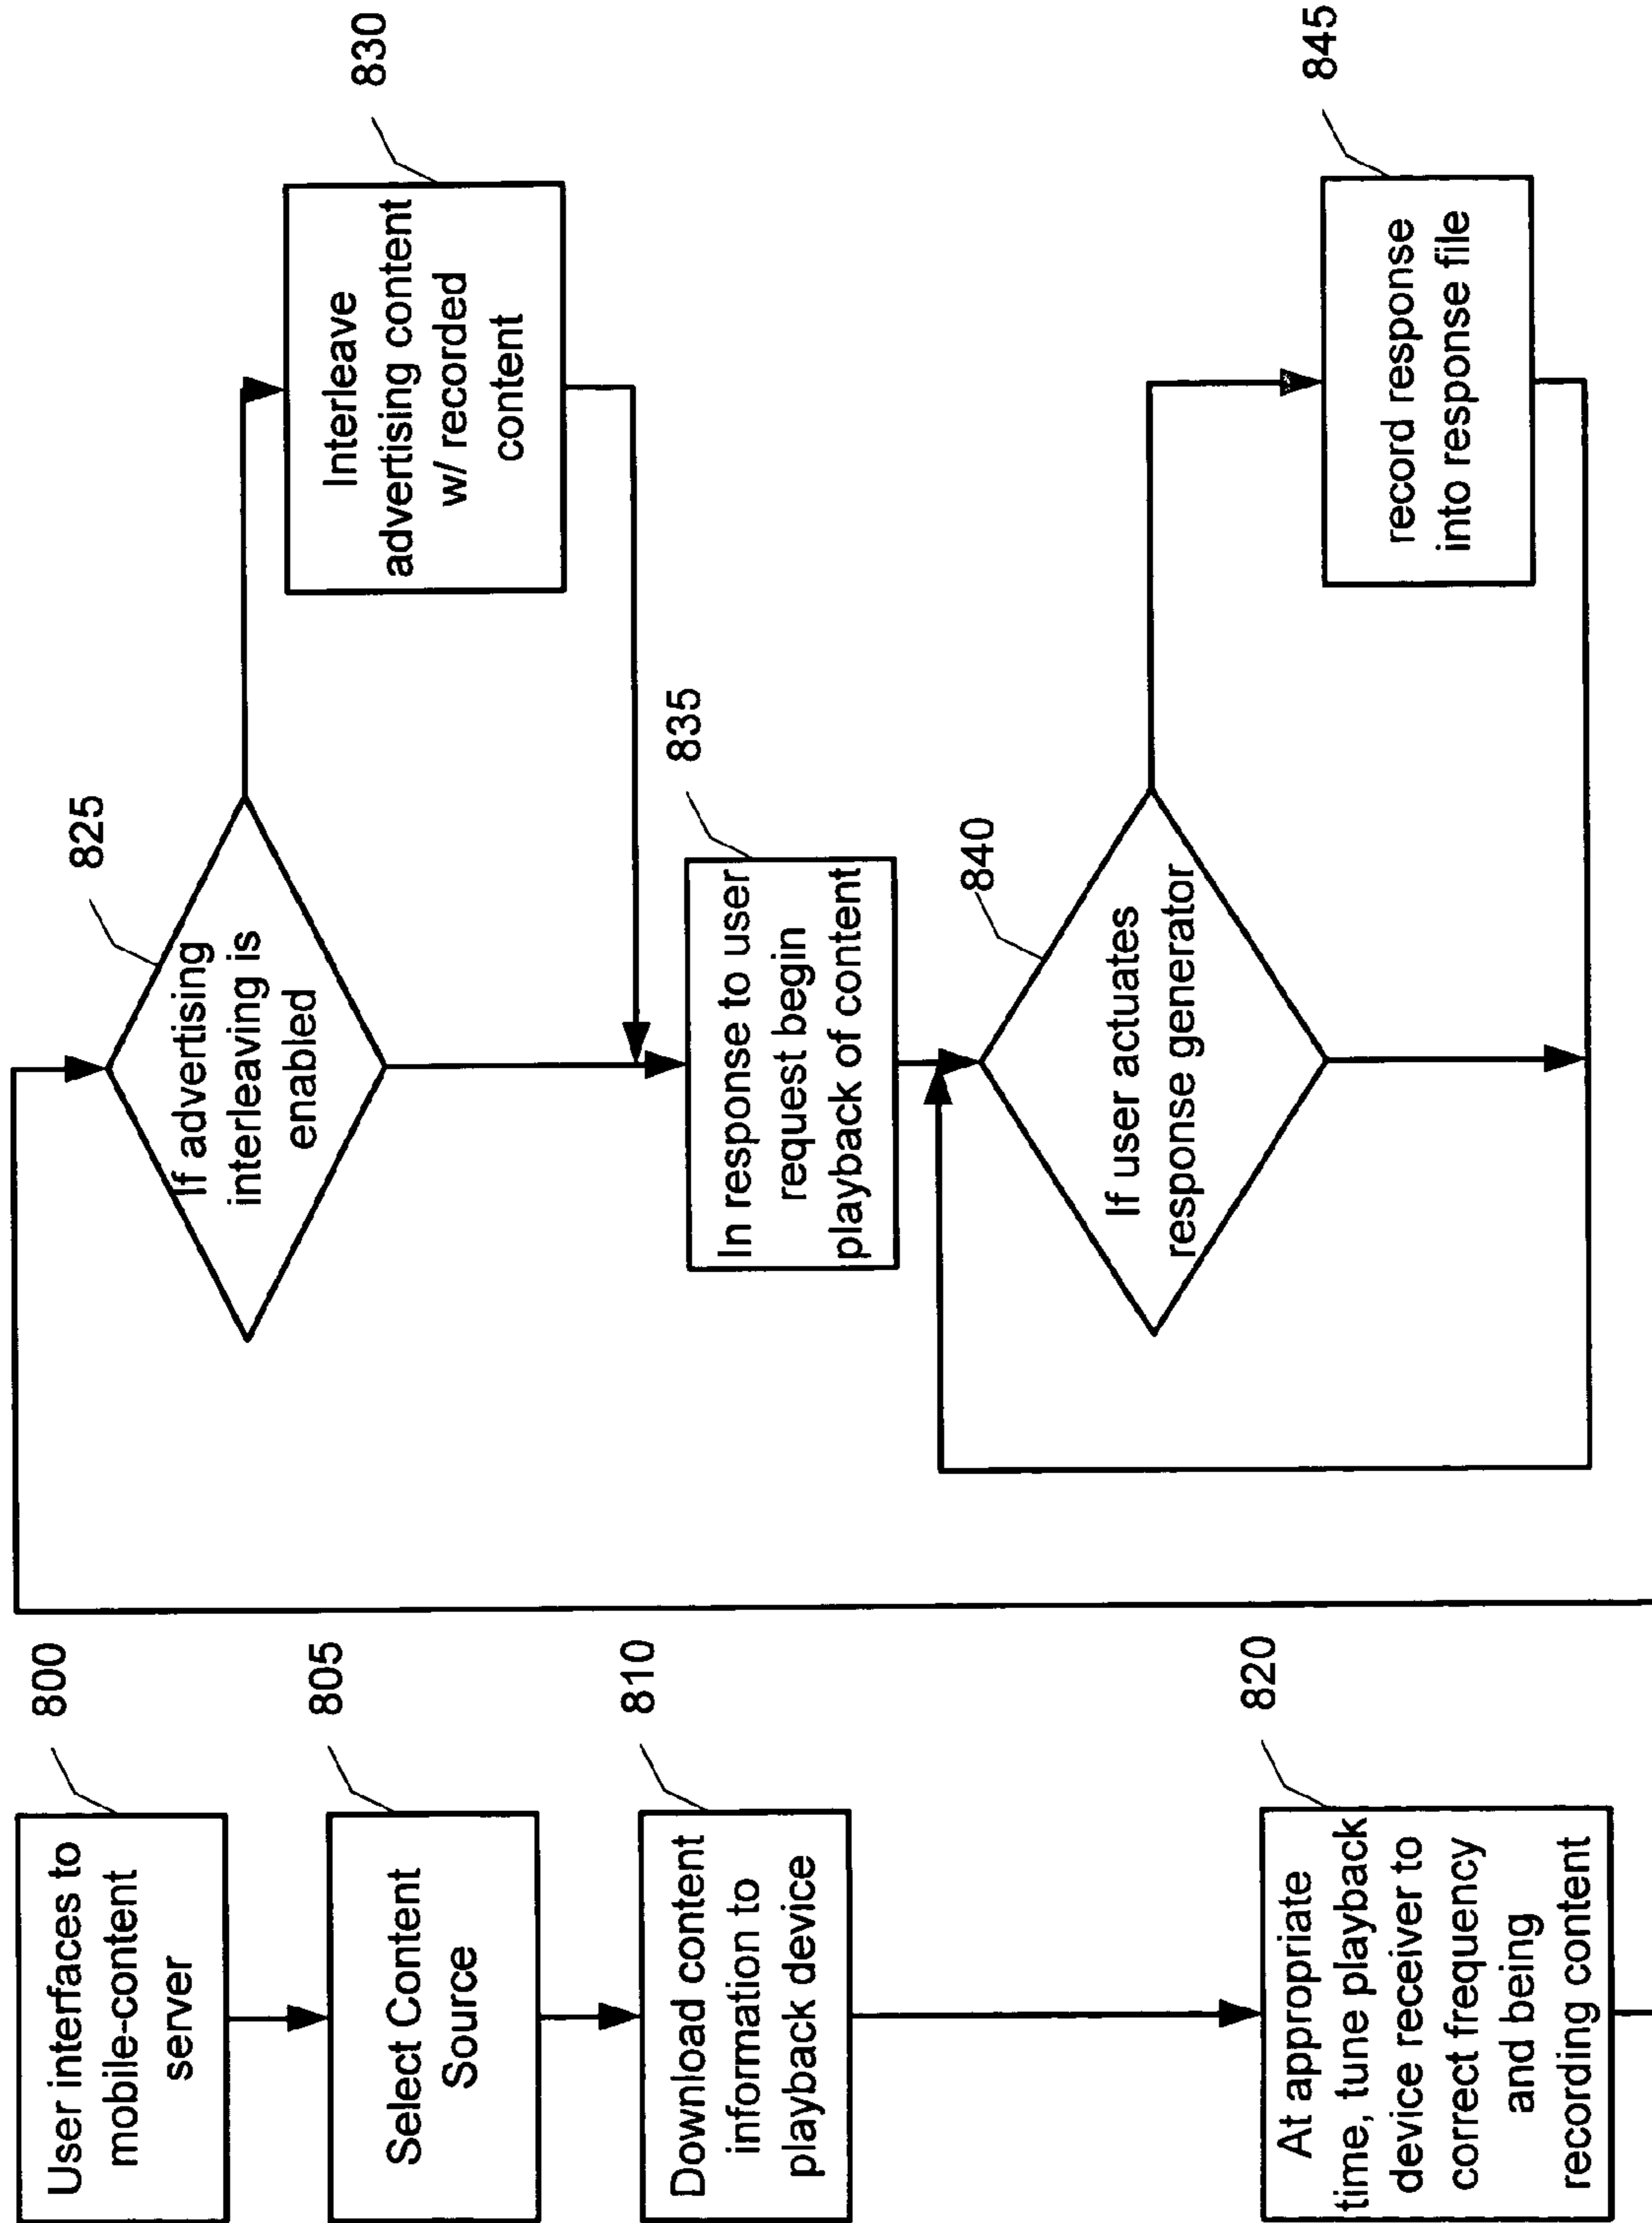 800
User interfaces to
mobile-content
server
805
Select Content
Source
810
Download content
information to
playback device
820
At appropriate
time, tune playback
device receiver to
correct frequency
and being
recording content
825
If advertising
interleaving is
enabled
830
Interleave
advertising content
w/ recorded
content
835
In response to user
request begin
playback of content
840
If user actuates
response generator
845
record response
into response file